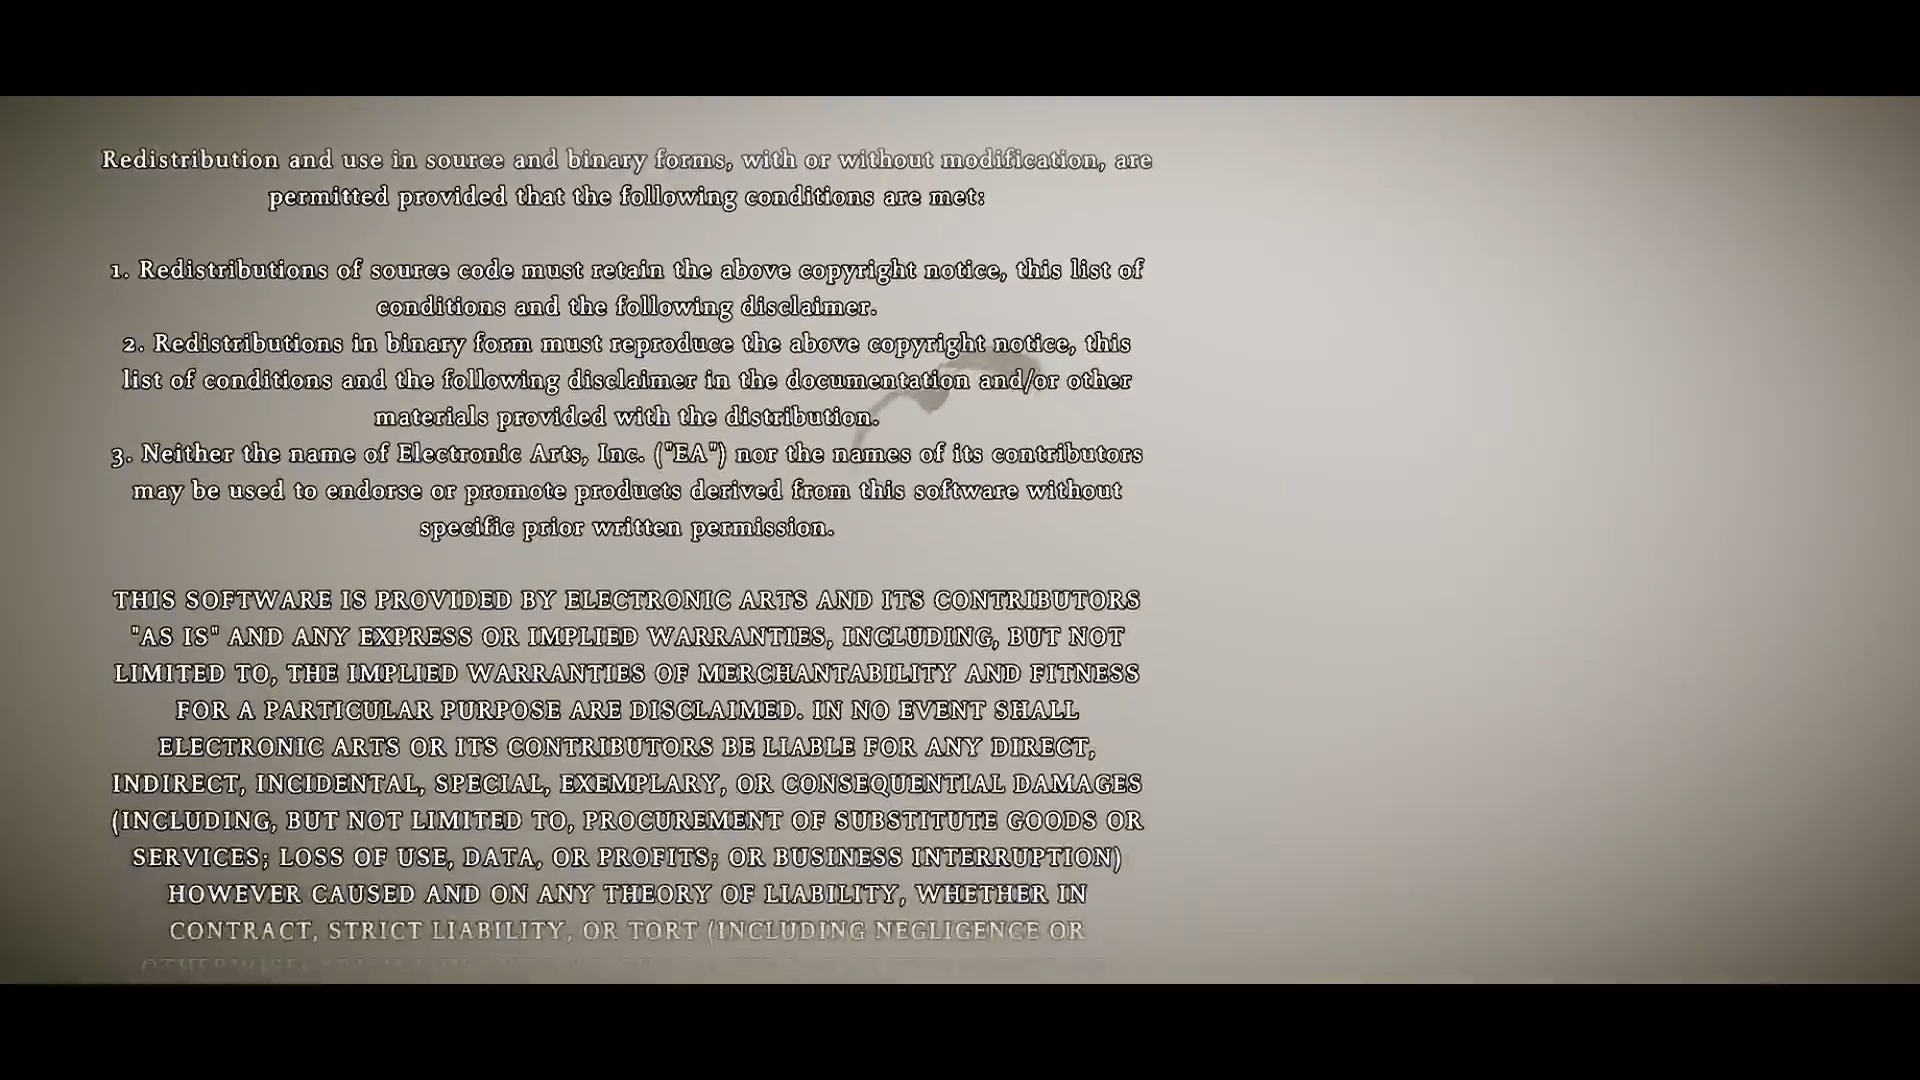 Redistribution and use in source and binary forms, with or without modification, are
permitted provided that the following conditions are met:
1. Redistributions of source code must retain the above copyright notice, this list of
conditions and the following disclaimer.
2. Redistributions in binary form must reproduce the above copyright notice, this
list of conditions and the following disclaimer in the documentation and/or other
materials provided with the distribution.
3. Neither the name of Electronic Arts, Inc. ("EA") nor the names of its contributors
may be used to endorse or promote products derived from this software without
specific prior written permission.
THIS SOFTWARE IS PROVIDED BY ELECTRONIC ARTS AND ITS CONTRIBUTORS
"AS IS" AND ANY EXPRESS OR IMPLIED WARRANTIES, INCLUDING, BUT NOT
LIMITED TO, THE IMPLIED WARRANTIES OF MERCHANTABILITY AND FITNESS
FOR A PARTICULAR PURPOSE ARE DISCLAIMED. IN NO EVENT SHALL
ELECTRONIC ARTS OR ITS CONTRIBUTORS BE LIABLE FOR ANY DIRECT,
INDIRECT, INCIDENTAL, SPECIAL, EXEMPLARY, OR CONSEQUENTIAL DAMAGES
(INCLUDING, BUT NOT LIMITED TO, PROCUREMENT OF SUBSTITUTE GOODS OR
SERVICES; LOSS OF USE, DATA, OR PROFITS; OR BUSINESS INTERRUPTION)
HOWEVER CAUSED AND ON ANY THEORY OF LIABILITY, WHETHER IN
CONTRACT, STRICT LIABILITY, OR TORT (INCLUDING NEGLIGENCE OR